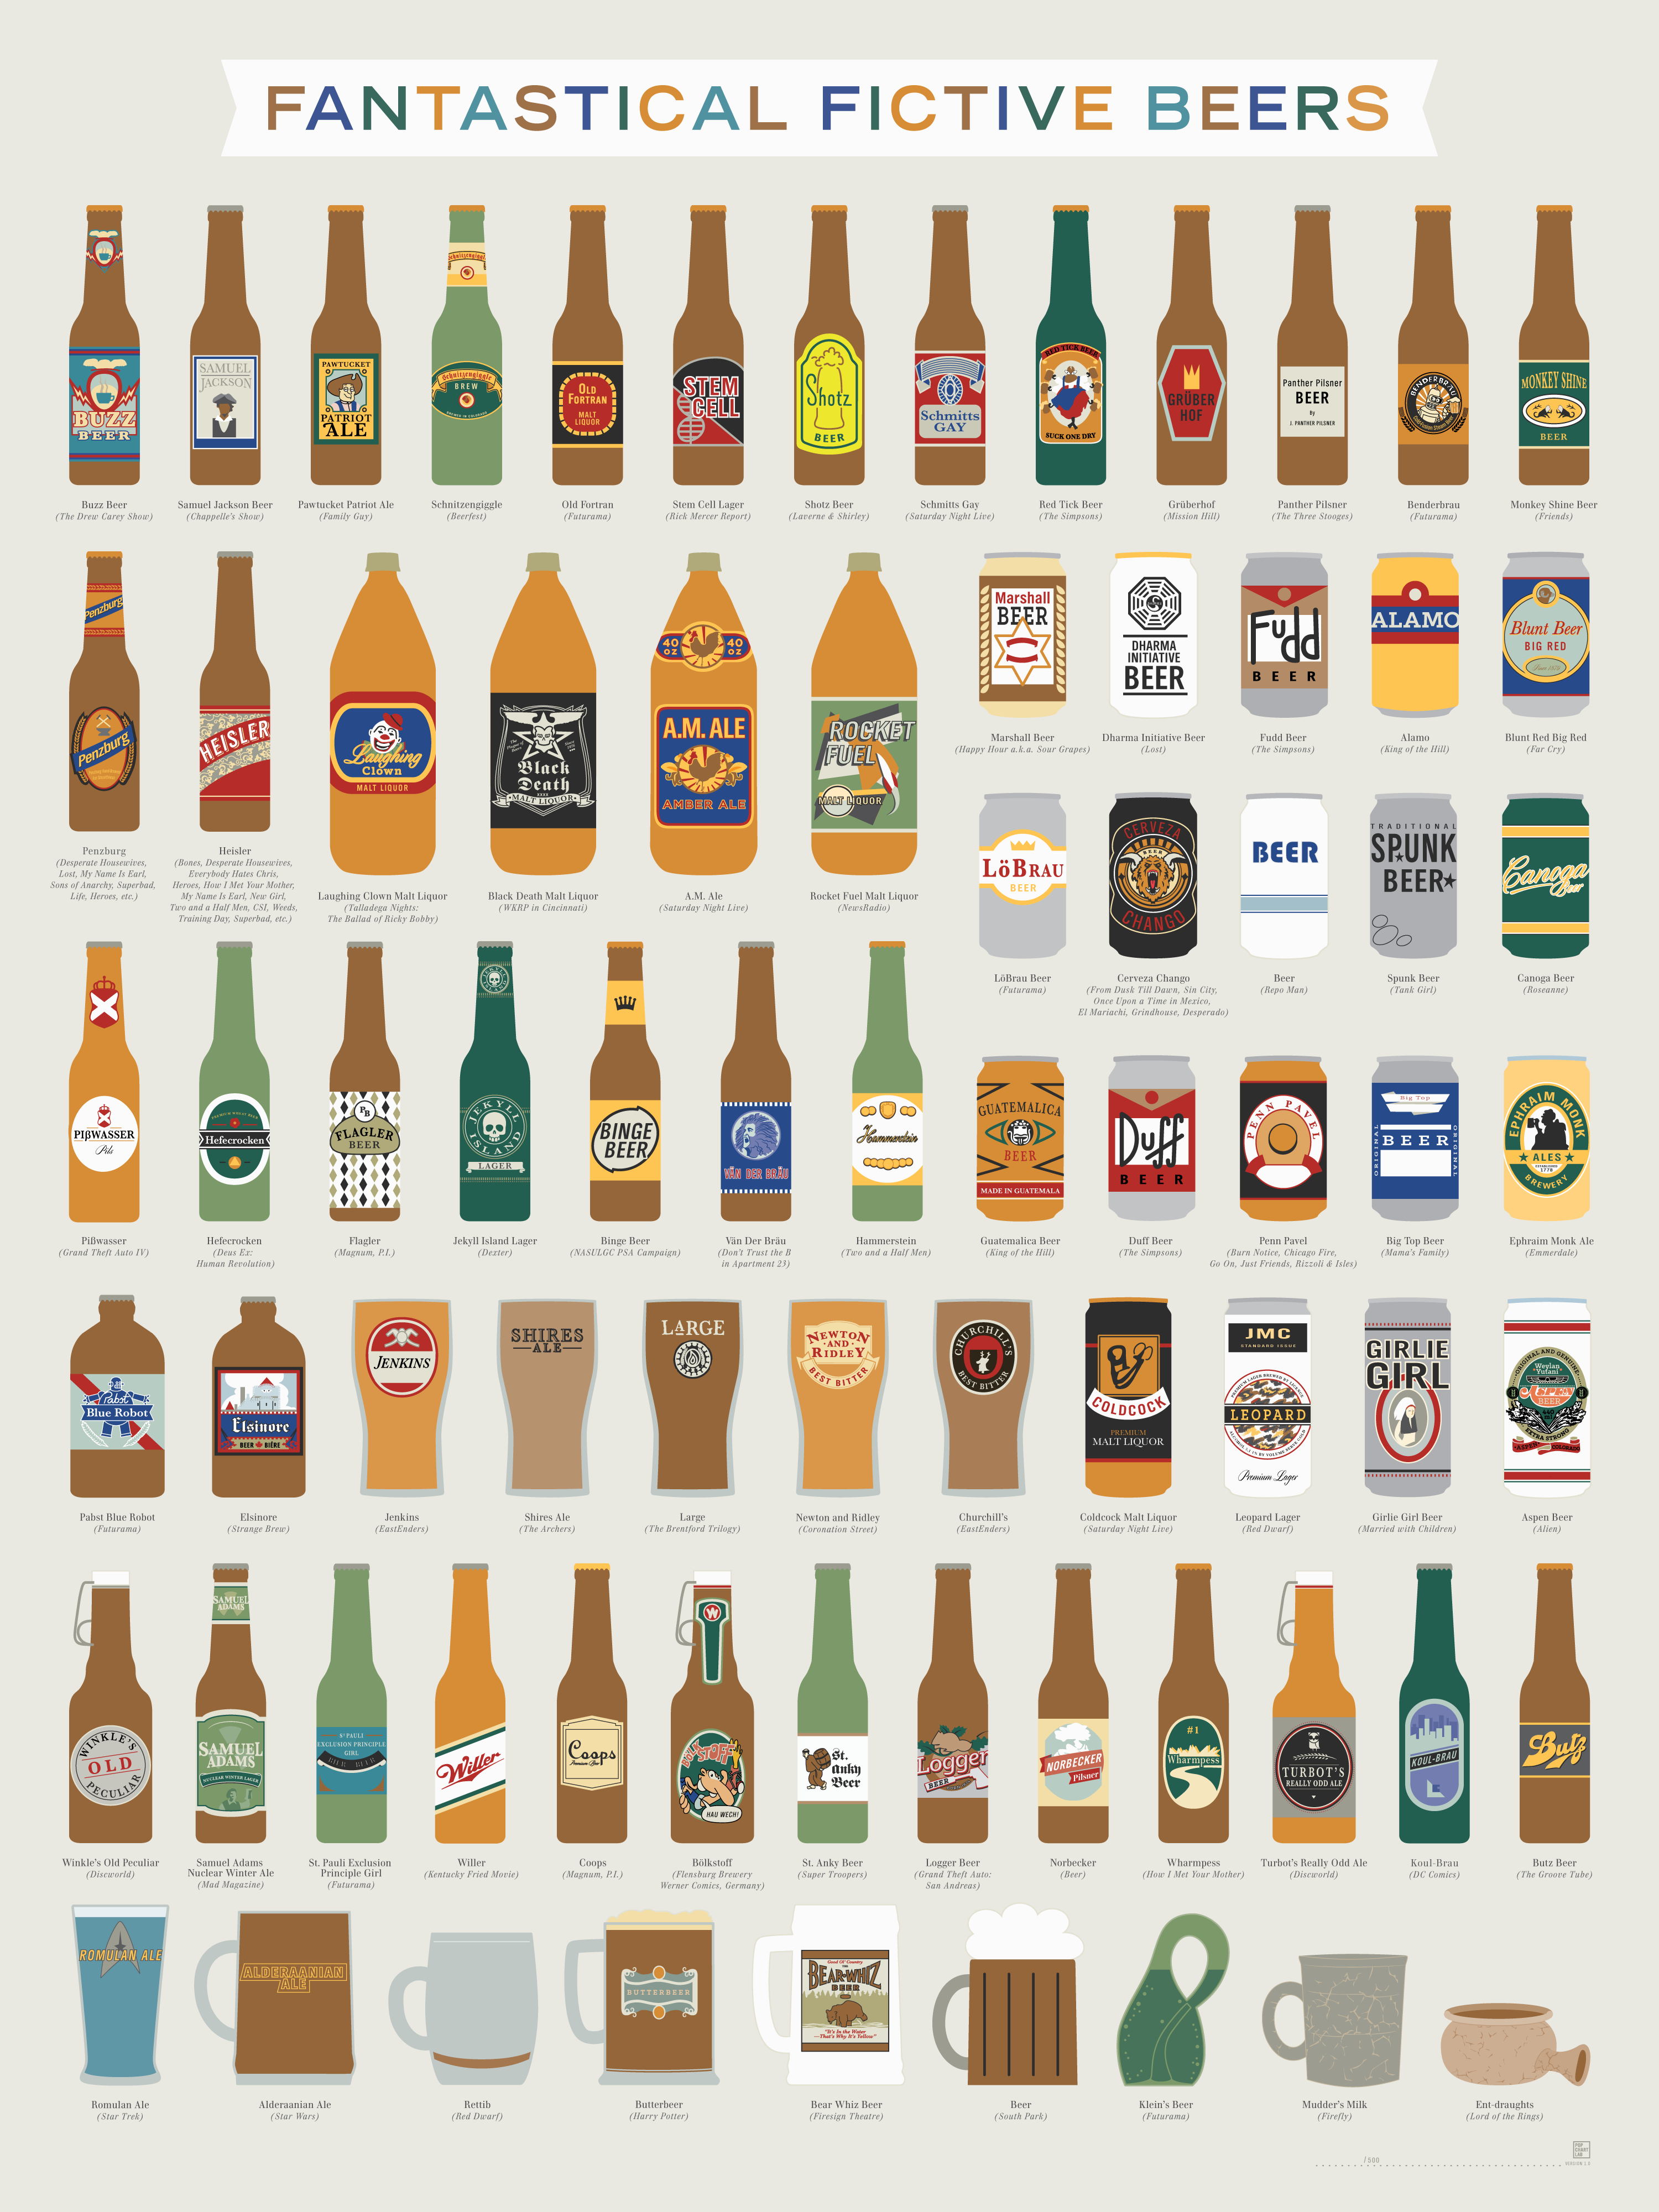 FANTASTICAL FICTIVE BEERS
BUZZ
BEER
SAMUEL
JACKSON
PAWTUCKET
PATRIOT
ALE
Schnitzengiggle
Schnitzengiggle
BREW
OLD
FORTRAN
MALT
LIQUOR
STEM
CELL
Shotz
BEER
Schmitts
GAY
RED TICK BEER
SUCK ONE DRY
GRÜBER
HOF
Panther Pilsner
BEER
By
J. PANTHER PILSNER
BENDERBRAU
MONKEY SHINE
BEER
Buzz Beer
(The Drew Carey Show)
Samuel Jackson Beer
(Chappelle's Show)
Pawtucket Patriot Ale
(Family Guy)
Schnitzengiggle
(Beerfest)
Old Fortran
(Futurama)
Stem Cell Lager
(Rick Mercer Report)
Shotz Beer
(Laverne & Shirley)
Schmitts Gay
(Saturday Night Live)
Red Tick Beer
(The Simpsons)
Grüberhof
(Mission Hill)
Panther Pilsner
(The Three Stooges)
Benderbrau
(Futurama)
Monkey Shine Beer
(Friends)
Penzburg
Penzburg
HEISLER
Laughing
Clown
MALT LIQUOR
Black
Death
MALT LIQUOR
40
OZ
40
OZ
A.M. ALE
AMBER ALE
ROCKET
FUEL
MALT LIQUOR
Marshall
BEER
DHARMA
INITIATIVE
BEER
Fudd
BEER
ALAMO
Blunt Beer
BIG RED
Marshall Beer
(Happy Hour a.k.a. Sour Grapes)
Dharma Initiative Beer
(Lost)
Fudd Beer
(The Simpsons)
Alamo
(King of the Hill)
Blunt Red Big Red
(Far Cry)
Penzburg
(Desperate Housewives,
Lost, My Name Is Earl,
Sons of Anarchy, Superbad,
Life, Heroes, etc.)
Heisler
(Bones, Desperate Housewives,
Everybody Hates Chris,
Heroes, How I Met Your Mother,
My Name Is Earl, New Girl,
Two and a Half Men, CSI, Weeds,
Training Day, Superbad, etc.)
Laughing Clown Malt Liquor
(Talladega Nights:
The Ballad of Ricky Bobby)
Black Death Malt Liquor
(WKRP in Cincinnati)
A.M. Ale
(Saturday Night Live)
Rocket Fuel Malt Liquor
(NewsRadio)
LÖBRAU
BEER
CERVEZA
CHANGO
BEER
TRADITIONAL
SPUNK
BEER
Canoga
Beer
LöBrau Beer
(Futurama)
Cerveza Chango
(From Dusk Till Dawn, Sin City,
Once Upon a Time in Mexico,
El Mariachi, Grindhouse, Desperado)
Beer
(Repo Man)
Spunk Beer
(Tank Girl)
Canoga Beer
(Roseanne)
PIβWASSER
Pils
Hefecrocken
PB
FLAGLER
BEER
JEKYLL
ISLAND
JEKYLL
ISLAND
LAGER
BINGE
BEER
VÄN DER BRÄU
Hammerstein
GUATEMALICA
BEER
MADE IN GUATEMALA
Duff
BEER
PENN PAVEL
Big Top
ORIGINAL
BEER
ORIGINAL
EPHRAIM MONK
ALES
ESTABLISHED
1778
BREWERY
Pißwasser
(Grand Theft Auto IV)
Hefecrocken
(Deus Ex:
Human Revolution)
Flagler
(Magnum, P.I.)
Jekyll Island Lager
(Dexter)
Binge Beer
(NASULGC PSA Campaign)
Vän Der Bräu
(Don't Trust the B
in Apartment 23)
Hammerstein
(Two and a Half Men)
Guatemalica Beer
(King of the Hill)
Duff Beer
(The Simpsons)
Penn Pavel
(Burn Notice, Chicago Fire,
Go On, Just Friends, Rizzoli & Isles)
Big Top Beer
(Mama's Family)
Ephraim Monk Ale
(Emmerdale)
Pabst
Blue Robot
Elsinore
BEER BIÈRE
JENKINS
SHIRES
ALE
LARGE
NEWTON
AND
RIDLEY
BEST BITTER
CHURCHILL'S
BEST BITTER
COLDCOCK
PREMIUM
MALT LIQUOR
JMC
STANDARD ISSUE
LEOPARD
Premium Lager
GIRLIE
GIRL
ORIGINAL AND GENUINE
Weylan
"Yutani"
ASPEN
BEER
EXTRA STRONG
ASPEN COLORADO
Pabst Blue Robot
(Futurama)
Elsinore
(Strange Brew)
Jenkins
(EastEnders)
Shires Ale
(The Archers)
Large
(The Brentford Trilogy)
Newton and Ridley
(Coronation Street)
Churchill's
(EastEnders)
Coldcock Malt Liquor
(Saturday Night Live)
Leopard Lager
(Red Dwarf)
Girlie Girl Beer
(Married with Children)
Aspen Beer
(Alien)
WINKLE'S
OLD
PECULIAR
SAMUEL
ADAMS
SAMUEL
ADAMS
NUCLEAR WINTER LAGER
ST PAULI
EXCLUSION PRINCIPLE
GIRL
Willer
Coops
W
BÖLKSTOFF
HAU WECH!
St.
Anky
Beer
Logger
BEER
NORBECKER
Pilsner
#1
Wharmpess
TURBOT'S
REALLY ODD ALE
KOUL-BRAU
Butz
Winkle's Old Peculiar
(Discworld)
Samuel Adams
Nuclear Winter Ale
(Mad Magazine)
St. Pauli Exclusion
Principle Girl
(Futurama)
Willer
(Kentucky Fried Movie)
Coops
(Magnum, P.I.)
Bölkstoff
(Flensburg Brewery
Werner Comics, Germany)
St. Anky Beer
(Super Troopers)
Logger Beer
(Grand Theft Auto:
San Andreas)
Norbecker
(Beer)
Wharmpess
(How I Met Your Mother)
Turbot's Really Odd Ale
(Discworld)
Koul-Brau
(DC Comics)
Butz Beer
(The Groove Tube)
ROMULAN ALE
ALDERAANIAN
ALE
BUTTERBEER
Good Ol' Country
BEAR-WHIZ
BEER
"It's In the Water
—That's Why It's Yellow"
Romulan Ale
(Star Trek)
Alderaanian Ale
(Star Wars)
Rettib
(Red Dwarf)
Butterbeer
(Harry Potter)
Bear Whiz Beer
(Firesign Theatre)
Beer
(South Park)
Klein's Beer
(Futurama)
Mudder's Milk
(Firefly)
Ent-draughts
(Lord of the Rings)
/500
POP
CHART
LAB